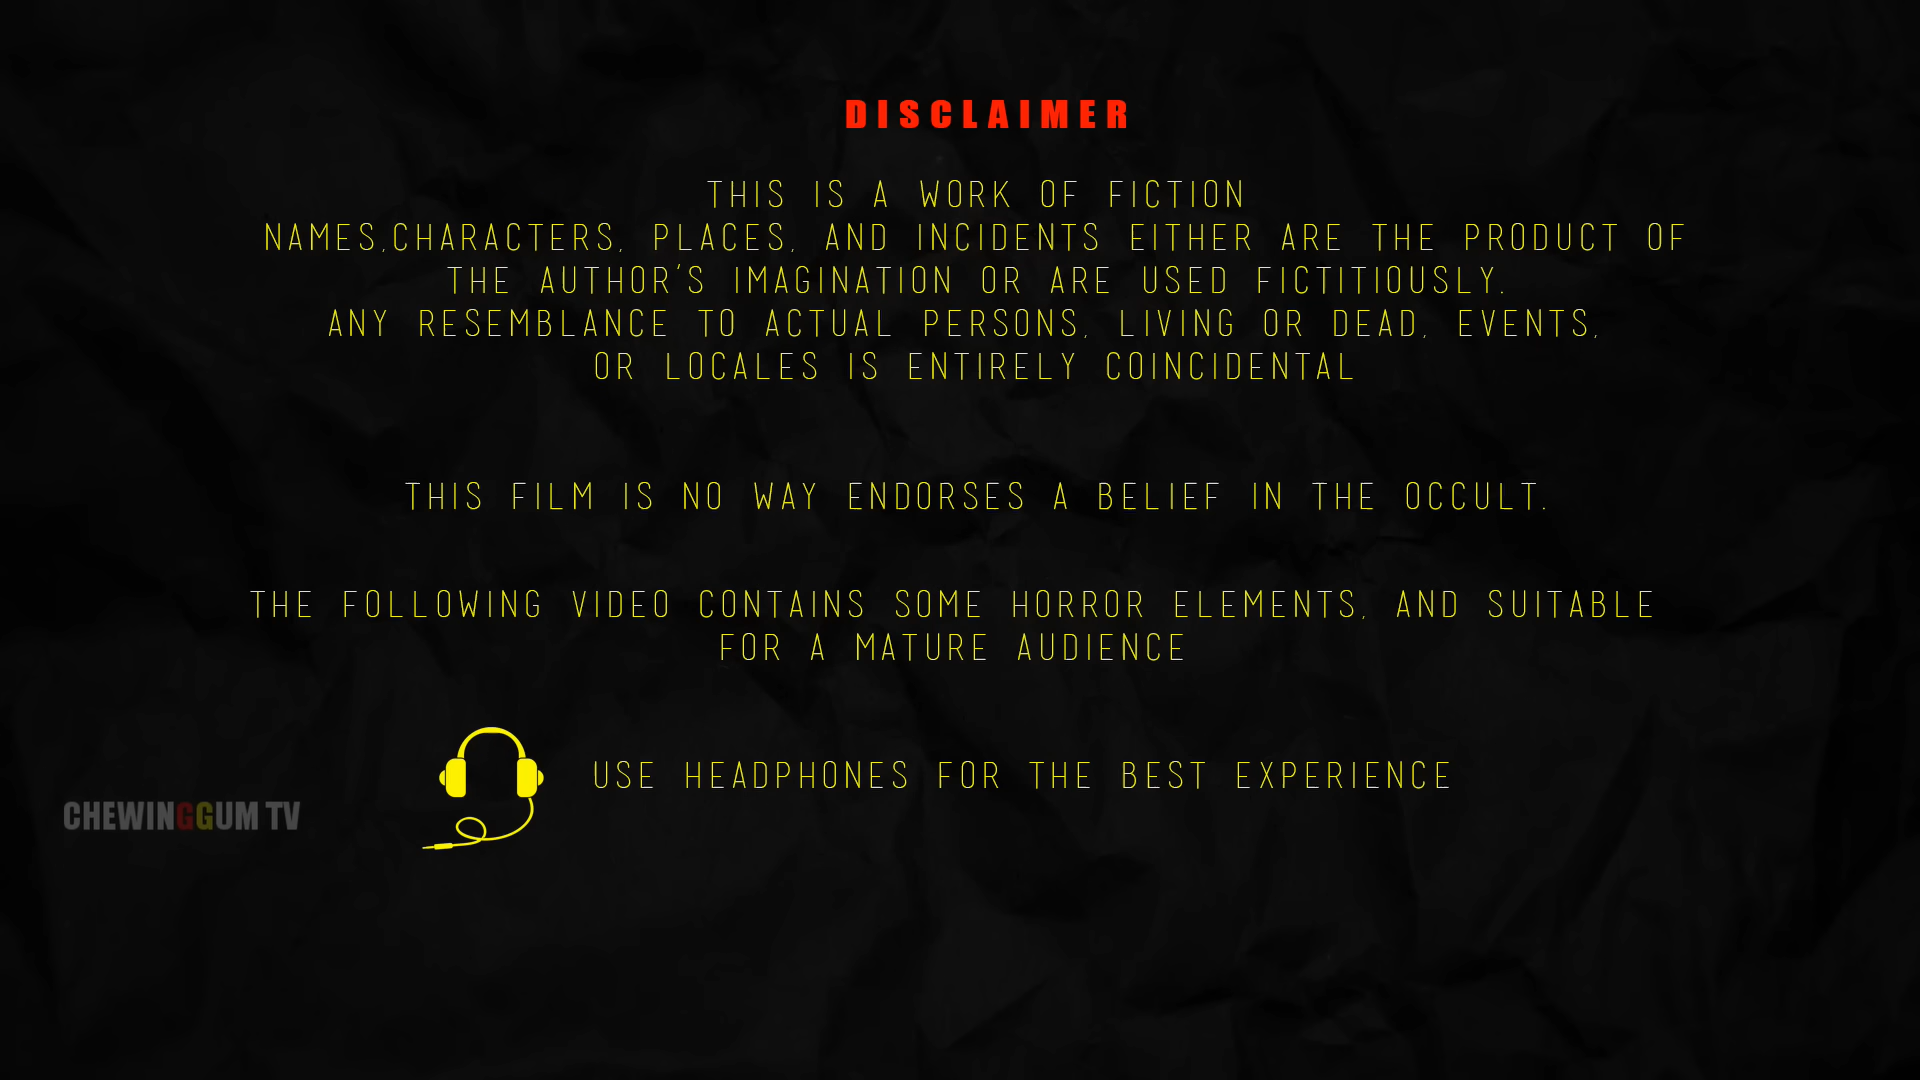 DISCLAIMER
THIS IS A WORK OF FICTION
NAMES,CHARACTERS, PLACES, AND INCIDENTS EITHER ARE THE PRODUCT OF
THE AUTHOR'S IMAGINATION OR ARE USED FICTITIOUSLY.
ANY RESEMBLANCE TO ACTUAL PERSONS, LIVING OR DEAD, EVENTS,
OR LOCALES IS ENTIRELY COINCIDENTAL
THIS FILM IS NO WAY ENDORSES A BELIEF IN THE OCCULT.
THE FOLLOWING VIDEO CONTAINS SOME HORROR ELEMENTS, AND SUITABLE
FOR A MATURE AUDIENCE
USE HEADPHONES FOR THE BEST EXPERIENCE
CHEWINGGUM TV